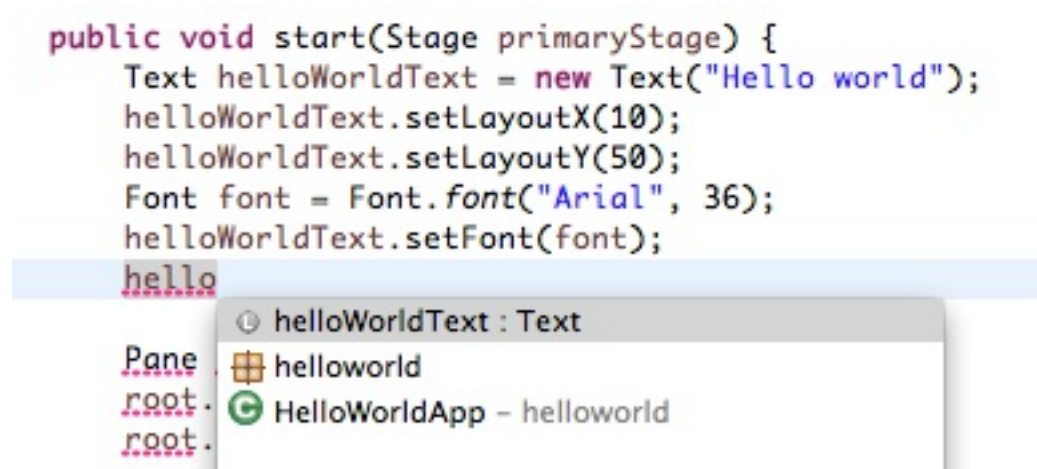 public void start(Stage primaryStage) {
Text helloWorldText = new Text("Hello world");
helloWorldText.setLayoutX(10);
helloWorldText.setLayoutY(50);
Font font = Font.font("Arial", 36);
helloWorldText.setFont(font);
hello
helloWorldText : Text
Pane
helloworld
root.
HelloWorldApp – helloworld
root.